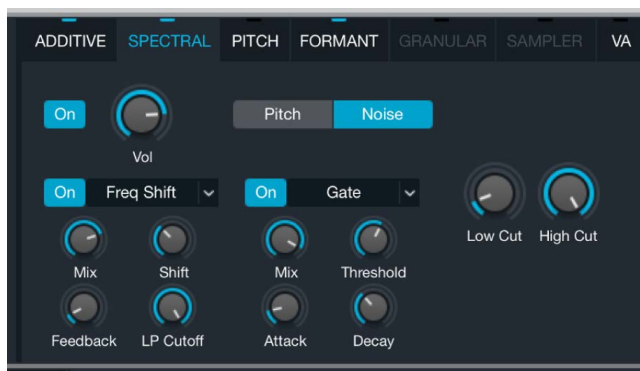 ADDITIVE SPECTRAL PITCH FORMANT GRANULAR SAMPLER VA
On Pitch Noise
Vol
On Freq Shift On Gate
Low Cut High Cut
Mix Shift Mix Threshold
Feedback LP Cutoff Attack Decay